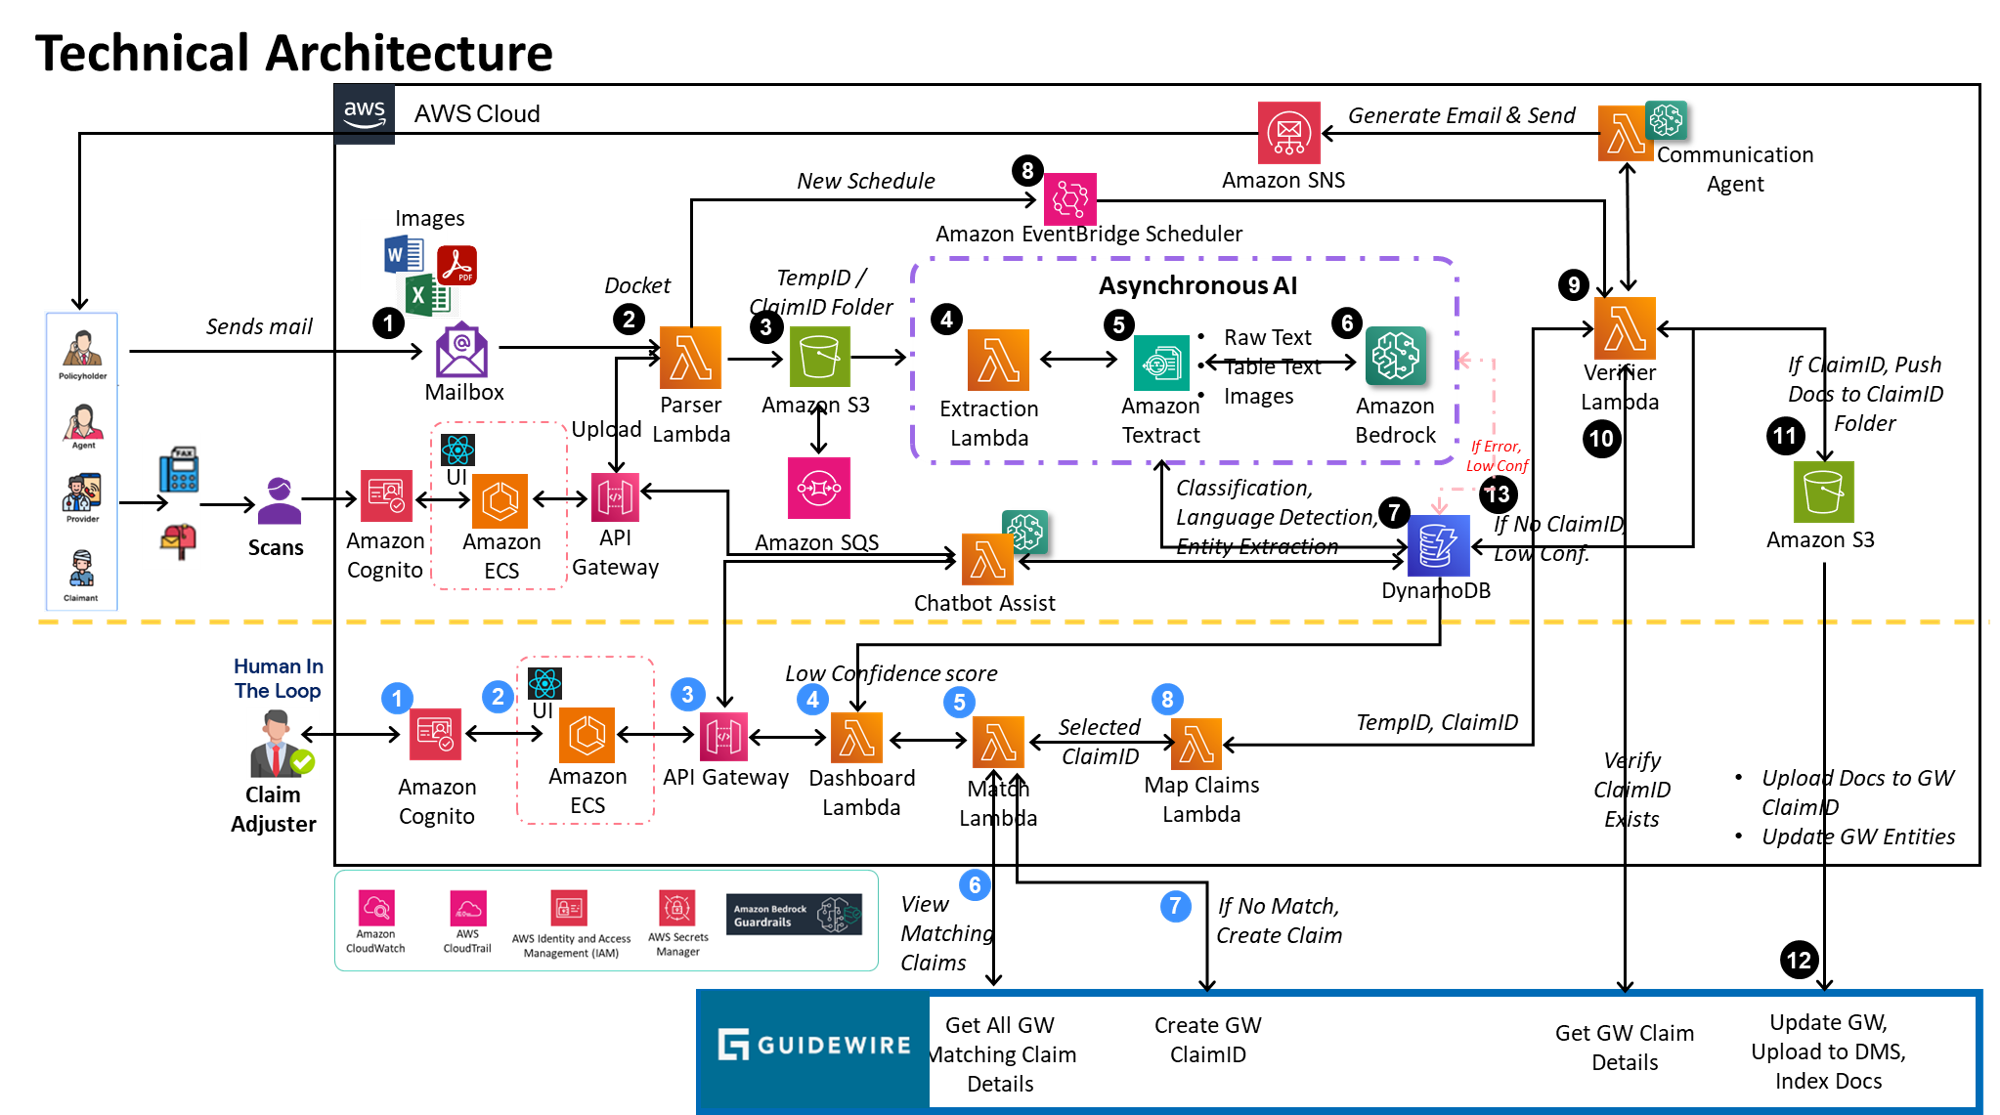 Technical Architecture
aws
AWS Cloud
Generate Email & Send
Communication
Agent
Amazon SNS
8
New Schedule
Amazon EventBridge Scheduler
Images
W
PDF
X
1
Sends mail
@
Mailbox
Docket
2
Parser
Lambda
TempID /
ClaimID Folder
3
Amazon S3
Asynchronous AI
4
Extraction
Lambda
5
Amazon
Textract
• Raw Text
• Table Text
• Images
6
Amazon
Bedrock
9
Verifier
Lambda
10
If ClaimID, Push
Docs to ClaimID
Folder
11
Amazon S3
If Error,
Low Conf
13
If No ClaimID,
Low Conf.
Policyholder
Agent
Provider
Claimant
FAX
Scans
Amazon
Cognito
UI
Amazon
ECS
Upload
API
Gateway
Amazon SQS
Chatbot Assist
Classification,
Language Detection,
Entity Extraction
7
DynamoDB
Human In
The Loop
Claim
Adjuster
1
Amazon
Cognito
2
UI
Amazon
ECS
3
API Gateway
Low Confidence score
4
Dashboard
Lambda
5
Match
Lambda
Selected
ClaimID
8
Map Claims
Lambda
TempID, ClaimID
Verify
ClaimID
Exists
• Upload Docs to GW
ClaimID
• Update GW Entities
Amazon
CloudWatch
AWS
CloudTrail
AWS Identity and Access
Management (IAM)
AWS Secrets
Manager
Amazon Bedrock
Guardrails
6
View
Matching
Claims
7
If No Match,
Create Claim
12
GUIDEWIRE
Get All GW
Matching Claim
Details
Create GW
ClaimID
Get GW Claim
Details
Update GW,
Upload to DMS,
Index Docs